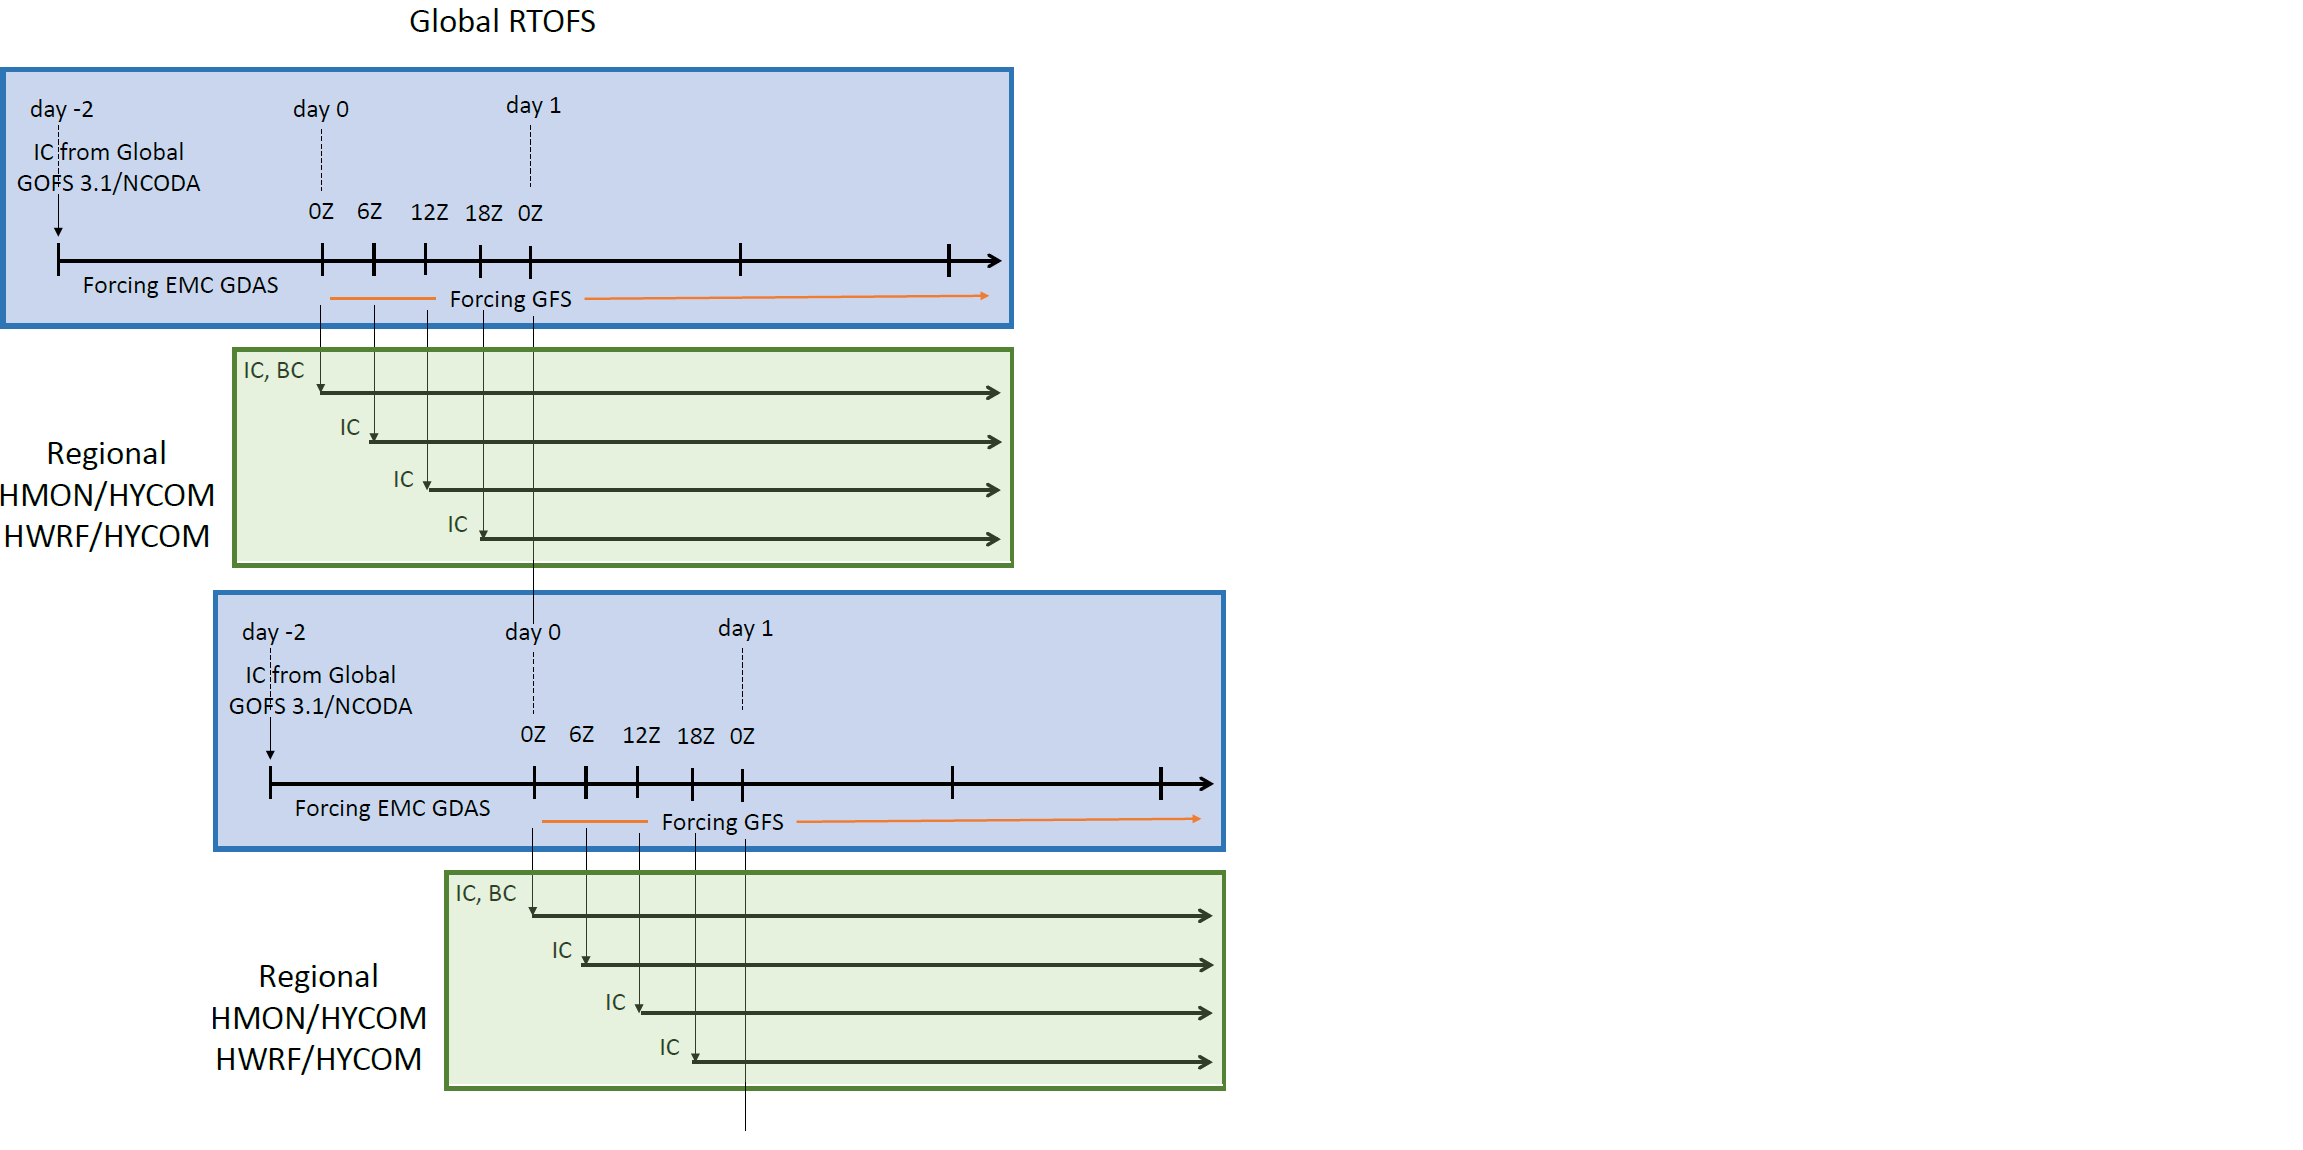 Global RTOFS
day -2
day 0
day 1
IC from Global
GOFS 3.1/NCODA
0Z 6Z 12Z 18Z 0Z
Forcing EMC GDAS
Forcing GFS
IC, BC
IC
IC
IC
Regional
HMON/HYCOM
HWRF/HYCOM
day -2
day 0
day 1
IC from Global
GOFS 3.1/NCODA
0Z 6Z 12Z 18Z 0Z
Forcing EMC GDAS
Forcing GFS
IC, BC
IC
IC
IC
Regional
HMON/HYCOM
HWRF/HYCOM